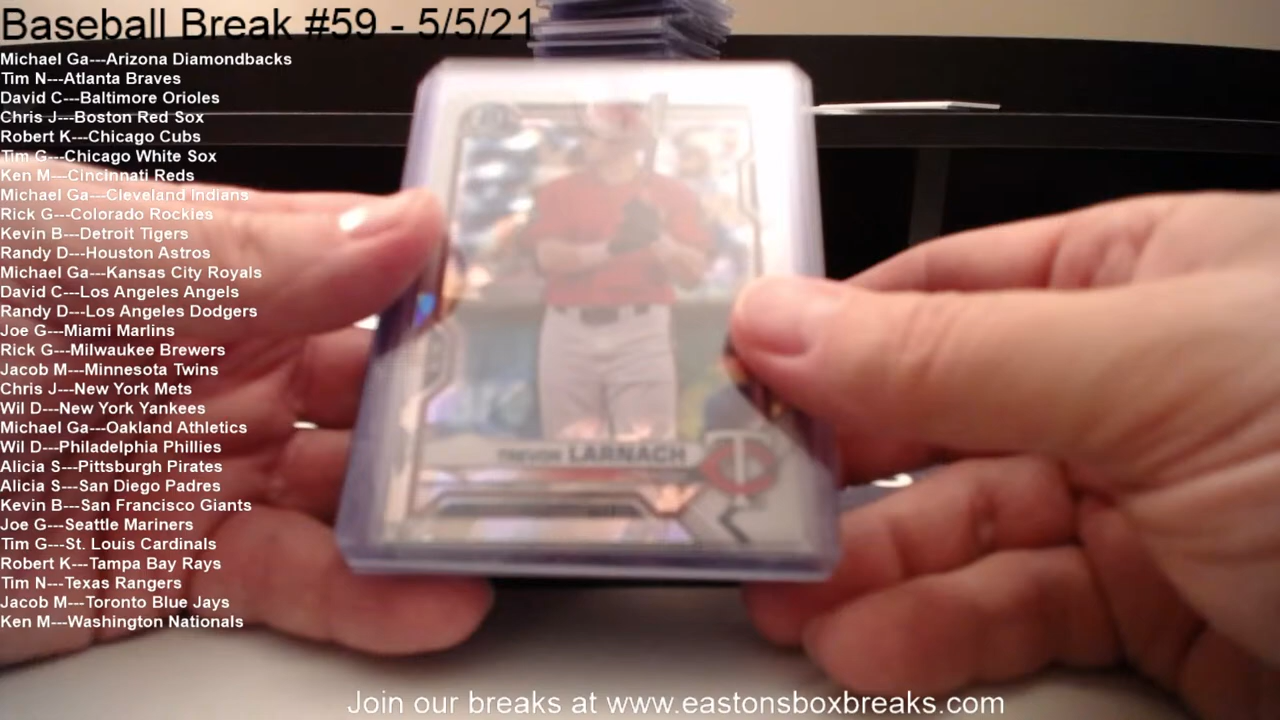 Baseball Break #59 - 5/5/21
Michael Ga---Arizona Diamondbacks
Tim N---Atlanta Braves
David C---Baltimore Orioles
Chris J---Boston Red Sox
Robert K---Chicago Cubs
Tim G---Chicago White Sox
Ken M---Cincinnati Reds
Michael Ga---Cleveland Indians
Rick G---Colorado Rockies
Kevin B---Detroit Tigers
Randy D---Houston Astros
Michael Ga---Kansas City Royals
David C---Los Angeles Angels
Randy D---Los Angeles Dodgers
Joe G---Miami Marlins
Rick G---Milwaukee Brewers
Jacob M---Minnesota Twins
Chris J---New York Mets
Wil D---New York Yankees
Michael Ga---Oakland Athletics
Wil D---Philadelphia Phillies
Alicia S---Pittsburgh Pirates
Alicia S---San Diego Padres
Kevin B---San Francisco Giants
Joe G---Seattle Mariners
Tim G---St. Louis Cardinals
Robert K---Tampa Bay Rays
Tim N---Texas Rangers
Jacob M---Toronto Blue Jays
Ken M---Washington Nationals
TREVOR LARNACH
TC
Join our breaks at www.eastonsboxbreaks.com